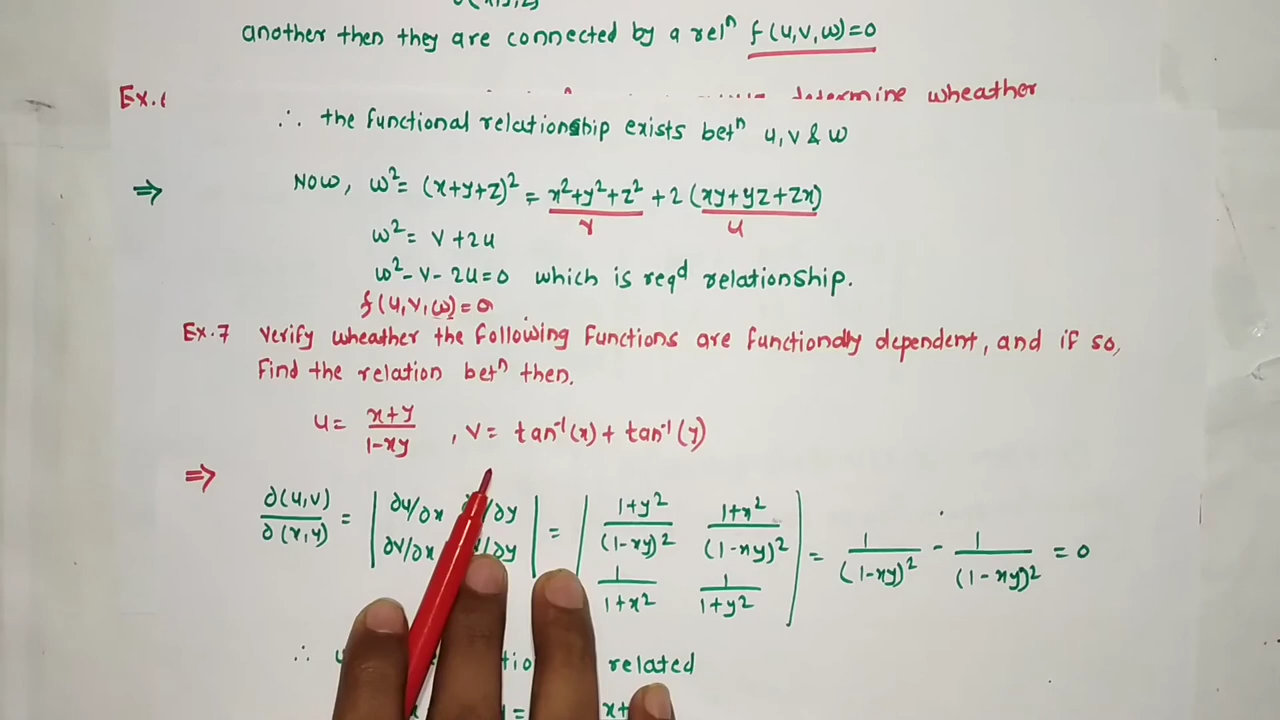 another then they are connected by a relⁿ f(u,v,w)=0
Ex.
determine wheather
∴ the functional relationship exists betⁿ u,v & w
⇒ Now, w² = (x+y+z)² = x²+y²+z² + 2 (xy+yz+zx)
v u
w² = v+2u
w²-v-2u=0 which is reqᵈ relationship.
f(u,v,w)=0
Ex.7 Verify wheather the following functions are functionally dependent, and if so,
Find the relation betⁿ then.
u = (x+y)/(1-xy) , v = tan⁻¹(x) + tan⁻¹(y)
⇒
∂(u,v)/∂(x,y) = | ∂u/∂x /∂y | = | (1+y²)/(1-xy)² (1+x²)/(1-xy)² | = 1/(1-xy)² - 1/(1-xy)² = 0
| ∂v/∂x /∂y | | 1/(1+x²) 1/(1+y²) |
∴ related